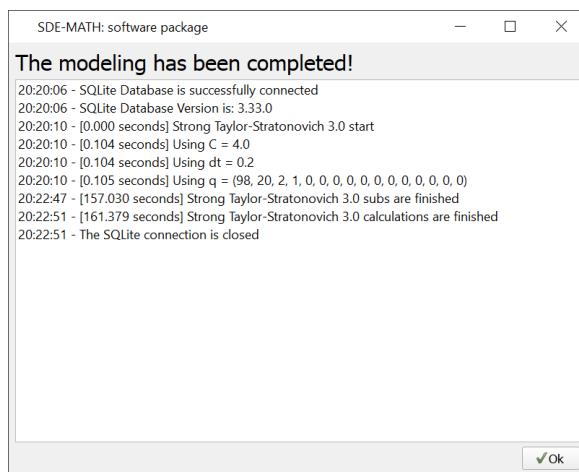 SDE-MATH: software package
The modeling has been completed!
20:20:06 - SQLite Database is successfully connected
20:20:06 - SQLite Database Version is: 3.33.0
20:20:10 - [0.000 seconds] Strong Taylor-Stratonovich 3.0 start
20:20:10 - [0.104 seconds] Using C = 4.0
20:20:10 - [0.104 seconds] Using dt = 0.2
20:20:10 - [0.105 seconds] Using q = (98, 20, 2, 1, 0, 0, 0, 0, 0, 0, 0, 0, 0, 0, 0)
20:22:47 - [157.030 seconds] Strong Taylor-Stratonovich 3.0 subs are finished
20:22:51 - [161.379 seconds] Strong Taylor-Stratonovich 3.0 calculations are finished
20:22:51 - The SQLite connection is closed
Ok